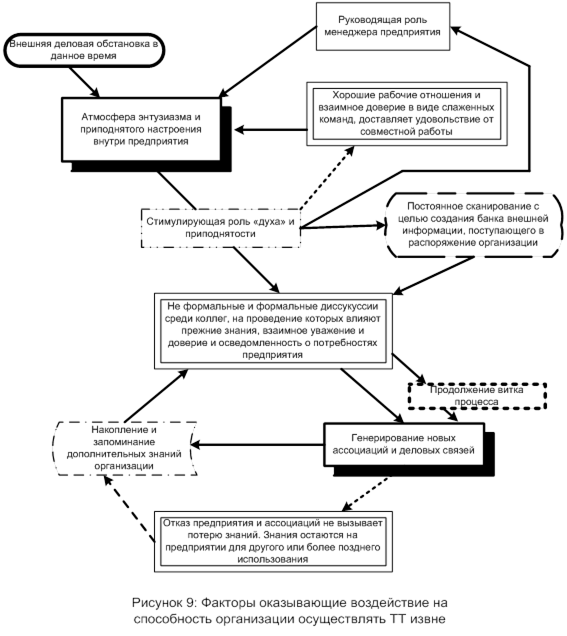 Руководящая роль
менеджера предприятия
Внешняя деловая обстановка в
данное время
Хорошие рабочие отношения и
взаимное доверие в виде слаженных
команд, доставляет удовольствие от
совместной работы
Атмосфера энтузиазма и
приподнятого настроения
внутри предприятия
Стимулирующая роль «духа» и
приподнятости
Постоянное сканирование с
целью создания банка внешней
информации, поступающего в
распоряжение организации
Не формальные и формальные диссукуссии
среди коллег, на проведение которых влияют
прежние знания, взаимное уважение и
доверие и осведомленность о потребностях
предприятия
Продолжение витка
процесса
Накопление и
запоминание
дополнительных знаний
организации
Генерирование новых
ассоциаций и деловых связей
Отказ предприятия и ассоциаций не вызывает
потерю знаний. Знания остаются на
предприятии для другого или более позднего
использования
Рисунок 9: Факторы оказывающие воздействие на
способность организации осуществлять ТТ извне